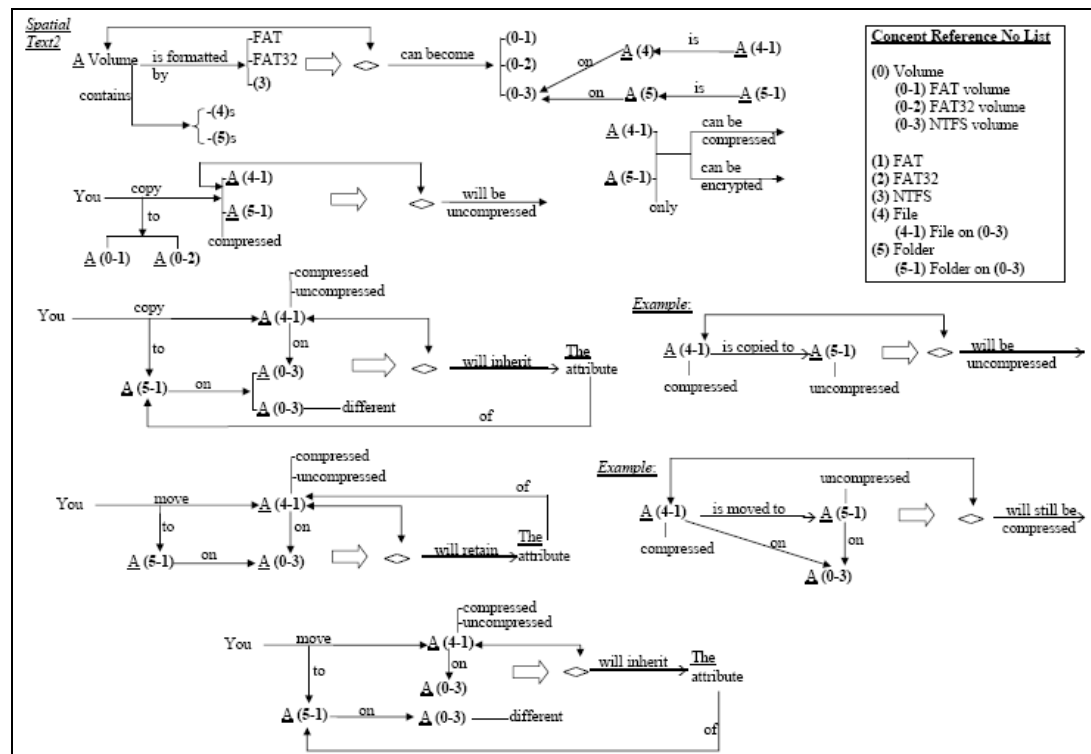 Spatial
Text2
A Volume
is formatted
by
-FAT
-FAT32
-(3)
can become
-(0-1)
-(0-2)
-(0-3)
on
A (4)
is
A (4-1)
on
A (5)
is
A (5-1)
contains
-(4)s
-(5)s
A (4-1)
A (5-1)
only
can be
compressed
can be
encrypted
Concept Reference No List
(0) Volume
(0-1) FAT volume
(0-2) FAT32 volume
(0-3) NTFS volume
(1) FAT
(2) FAT32
(3) NTFS
(4) File
(4-1) File on (0-3)
(5) Folder
(5-1) Folder on (0-3)
You
copy
to
A (0-1)
A (0-2)
A (4-1)
A (5-1)
compressed
will be
uncompressed
You
copy
to
-compressed
-uncompressed
A (4-1)
on
A (0-3)
A (5-1)
on
A (0-3)
different
will inherit
The
attribute
of
Example:
A (4-1)
is copied to
A (5-1)
compressed
uncompressed
will be
uncompressed
You
move
to
-compressed
-uncompressed
A (4-1)
on
A (5-1)
on
A (0-3)
will retain
The
attribute
of
Example:
uncompressed
A (4-1)
is moved to
A (5-1)
compressed
on
on
A (0-3)
will still be
compressed
You
move
to
-compressed
-uncompressed
A (4-1)
on
A (0-3)
A (5-1)
on
A (0-3)
different
will inherit
The
attribute
of